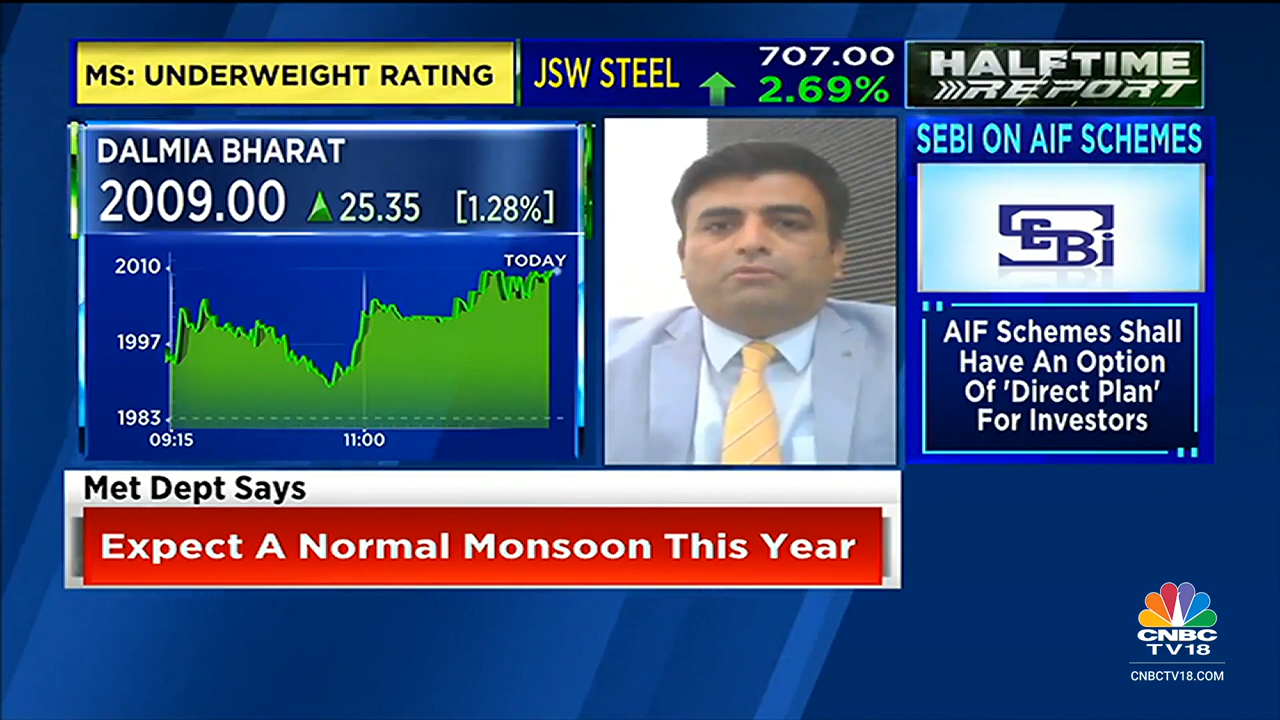 MS: UNDERWEIGHT RATING
JSW STEEL
707.00
2.69%
HALFTIME
REPORT
DALMIA BHARAT
2009.00 25.35 [1.28%]
TODAY
2010
1997
1983
09:15 11:00
SEBI ON AIF SCHEMES
SEBI
AIF Schemes Shall
Have An Option
Of 'Direct Plan'
For Investors
Met Dept Says
Expect A Normal Monsoon This Year
CNBC
TV18
CNBCTV18.COM